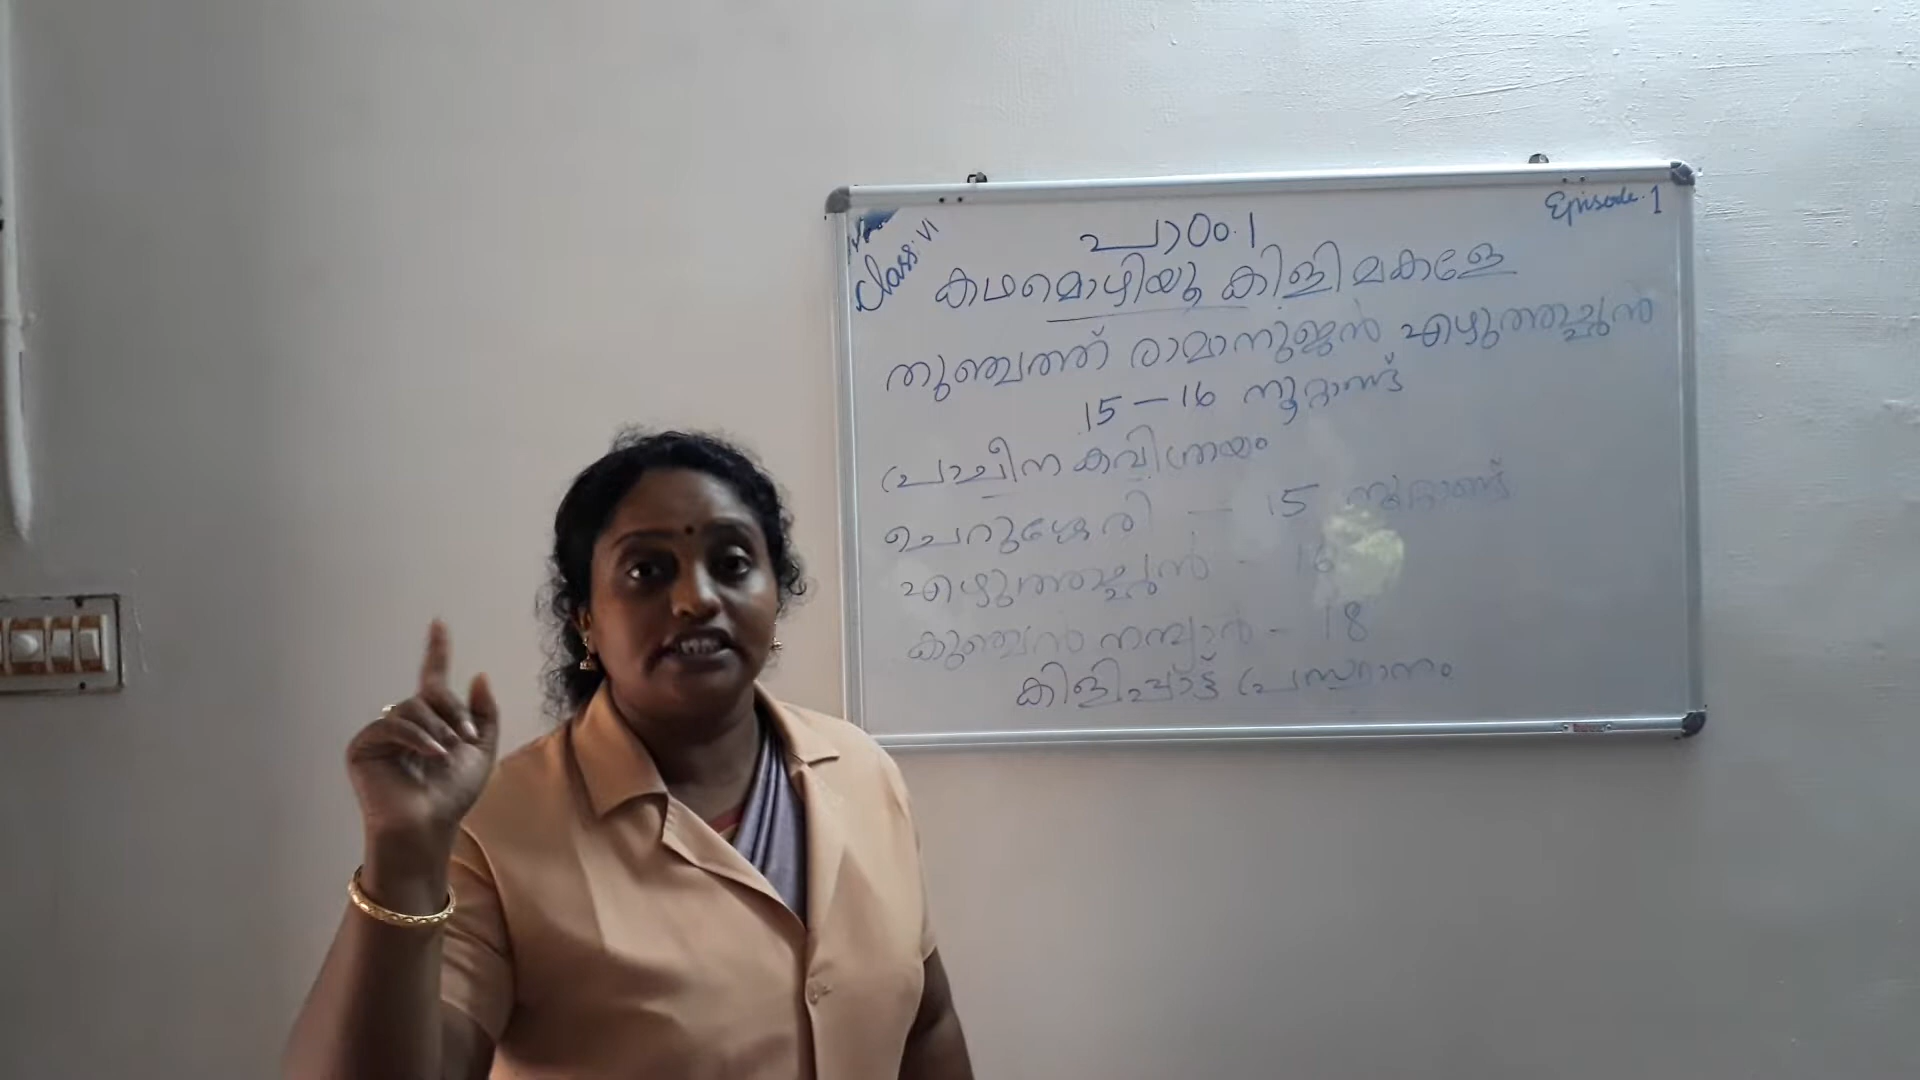 Class: VI
Episode. 1
പാഠം. 1
കഥമൊഴിയൂ കിളിമകളേ
തുഞ്ചത്ത് രാമാനുജൻ എഴുത്തച്ഛൻ
15 - 16 നൂറ്റാണ്ട്
പ്രാചീന കവിത്രയം
ചെറുശ്ശേരി - 15 നൂറ്റാണ്ട്
എഴുത്തച്ഛൻ - 16
കുഞ്ചൻ നമ്പ്യാർ - 18
കിളിപ്പാട്ട് പ്രസ്ഥാനം